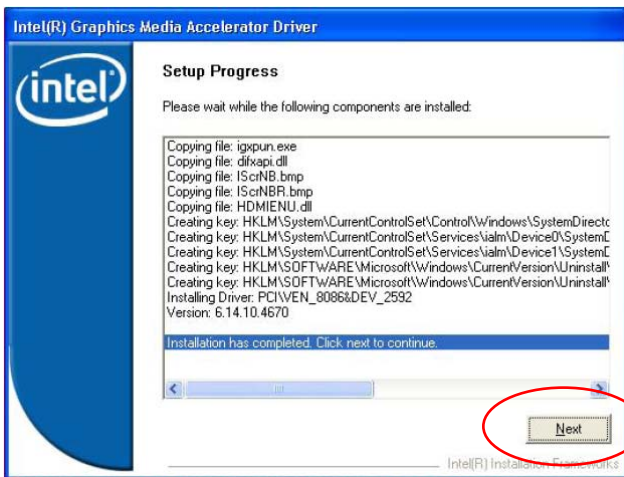 Intel(R) Graphics Media Accelerator Driver
intel
Setup Progress
Please wait while the following components are installed:
Copying file: igxpun.exe
Copying file: difxapi.dll
Copying file: IScrNB.bmp
Copying file: IScrNBR.bmp
Copying file: HDMIENU.dll
Creating key: HKLM\System\CurrentControlSet\Control\Windows\SystemDirecto
Creating key: HKLM\System\CurrentControlSet\Services\ialm\Device0\SystemD
Creating key: HKLM\System\CurrentControlSet\Services\ialm\Device1\SystemD
Creating key: HKLM\SOFTWARE\Microsoft\Windows\CurrentVersion\Uninstall\
Creating key: HKLM\SOFTWARE\Microsoft\Windows\CurrentVersion\Uninstall\
Installing Driver: PCI\VEN_8086&DEV_2592
Version: 6.14.10.4670
Installation has completed. Click next to continue.
Next
Intel(R) Installation Frameworks